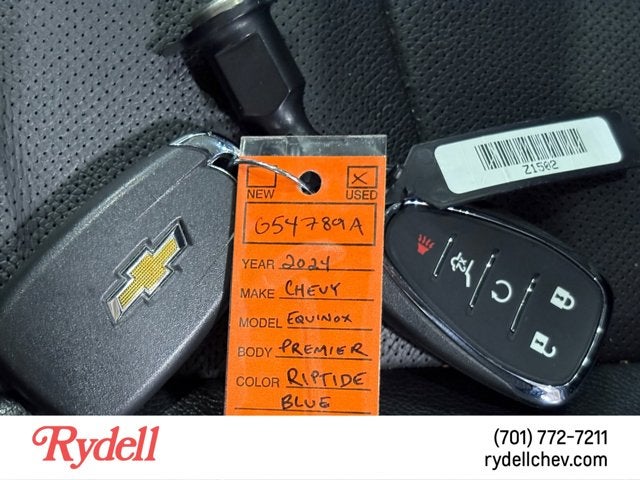 NEW
X
USED
G54789A
YEAR 2024
MAKE CHEVY
MODEL EQUINOX
BODY PREMIER
COLOR RIPTIDE
BLUE
Z1502
Rydell
(701) 772-7211
rydellchev.com